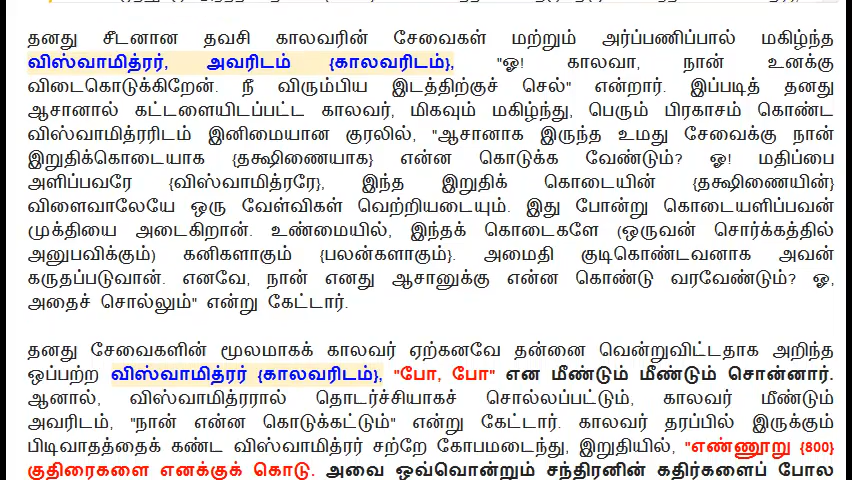 தனது சீடனான தவசி காலவரின் சேவைகள் மற்றும் அர்ப்பணிப்பால் மகிழ்ந்த
விஸ்வாமித்ரர், அவரிடம் {காலவரிடம்}, "ஓ! காலவா, நான் உனக்கு
விடைகொடுக்கிறேன். நீ விரும்பிய இடத்திற்குச் செல்" என்றார். இப்படித் தனது
ஆசானால் கட்டளையிடப்பட்ட காலவர், மிகவும் மகிழ்ந்து, பெரும் பிரகாசம் கொண்ட
விஸ்வாமித்ரரிடம் இனிமையான குரலில், "ஆசானாக இருந்த உமது சேவைக்கு நான்
இறுதிக்கொடையாக {தக்ஷிணையாக} என்ன கொடுக்க வேண்டும்? ஓ! மதிப்பை
அளிப்பவரே {விஸ்வாமித்ரரே}, இந்த இறுதிக் கொடையின் {தக்ஷிணையின்}
விளைவாலேயே ஒரு வேள்விகள் வெற்றியடையும். இது போன்று கொடையளிப்பவன்
முக்தியை அடைகிறான். உண்மையில், இந்தக் கொடைகளே (ஒருவன் சொர்க்கத்தில்
அனுபவிக்கும்) கனிகளாகும் {பலன்களாகும்}. அமைதி குடிகொண்டவனாக அவன்
கருதப்படுவான். எனவே, நான் எனது ஆசானுக்கு என்ன கொண்டு வரவேண்டும்? ஓ,
அதைச் சொல்லும்" என்று கேட்டார்.
தனது சேவைகளின் மூலமாகக் காலவர் ஏற்கனவே தன்னை வென்றுவிட்டதாக அறிந்த
ஒப்பற்ற விஸ்வாமித்ரர் {காலவரிடம்}, "போ, போ" என மீண்டும் மீண்டும் சொன்னார்.
ஆனால், விஸ்வாமித்ரரால் தொடர்ச்சியாகச் சொல்லப்பட்டும், காலவர் மீண்டும்
அவரிடம், "நான் என்ன கொடுக்கட்டும்" என்று கேட்டார். காலவர் தரப்பில் இருக்கும்
பிடிவாதத்தைக் கண்ட விஸ்வாமித்ரர் சற்றே கோபமடைந்து, இறுதியில், "எண்ணூறு {800}
குதிரைகளை எனக்குக் கொடு. அவை ஒவ்வொன்றும் சந்திரனின் கதிர்களைப் போல